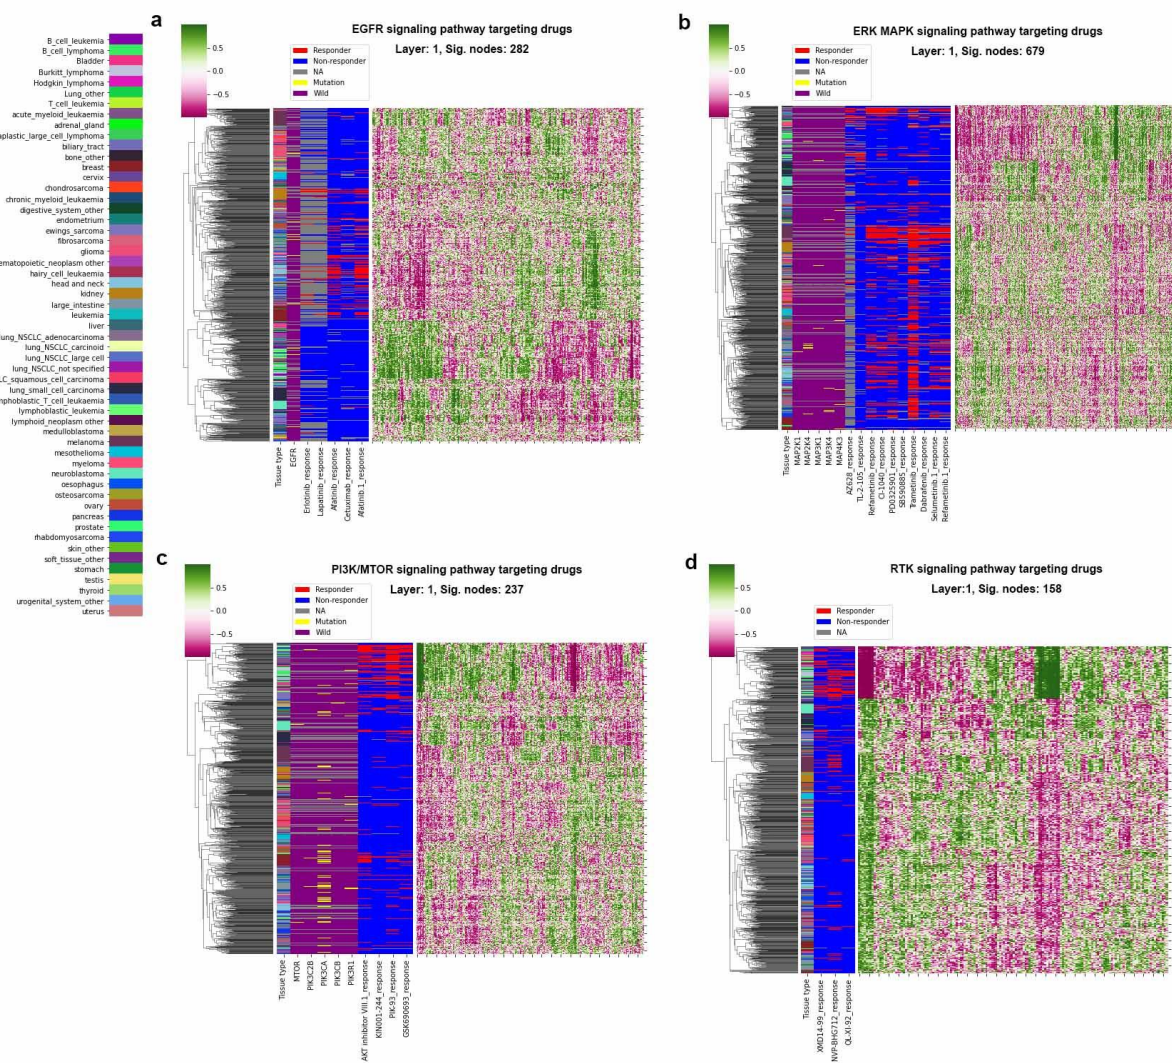 B_cell_leukemia
B_cell_lymphoma
Bladder
Burkitt_lymphoma
Hodgkin_lymphoma
Lung_other
T_cell_leukemia
acute_myeloid_leukaemia
adrenal_gland
aplastic_large_cell_lymphoma
biliary_tract
bone_other
breast
cervix
chondrosarcoma
chronic_myeloid_leukaemia
digestive_system_other
endometrium
ewings_sarcoma
fibrosarcoma
glioma
ematopoietic_neoplasm other
hairy_cell_leukaemia
head and neck
kidney
large_intestine
leukemia
liver
lung_NSCLC_adenocarcinoma
lung_NSCLC_carcinoid
lung_NSCLC_large cell
lung_NSCLC_not specified
LC_squamous_cell_carcinoma
lung_small_cell_carcinoma
mphoblastic_T_cell_leukaemia
lymphoblastic_leukemia
lymphoid_neoplasm other
medulloblastoma
melanoma
mesothelioma
myeloma
neuroblastoma
oesophagus
osteosarcoma
ovary
pancreas
prostate
rhabdomyosarcoma
skin_other
soft_tissue_other
stomach
testis
thyroid
urogenital_system_other
uterus
a
EGFR signaling pathway targeting drugs
Layer: 1, Sig. nodes: 282
0.5
0.0
−0.5
Responder
Non-responder
NA
Mutation
Wild
Tissue type
EGFR
Erlotinib_response
Lapatinib_response
Afatinib_response
Cetuximab_response
Afatinib.1_response
b
ERK MAPK signaling pathway targeting drugs
Layer: 1, Sig. nodes: 679
0.5
0.0
−0.5
Responder
Non-responder
NA
Mutation
Wild
Tissue type
MAP2K1
MAP2K4
MAP3K1
MAP3K4
MAP4K3
AZ628_response
TL-2-105_response
Refametinib_response
CI-1040_response
PD0325901_response
SB590885_response
Trametinib_response
Dabrafenib_response
Selumetinib.1_response
Refametinib.1_response
c
PI3K/MTOR signaling pathway targeting drugs
Layer: 1, Sig. nodes: 237
0.5
0.0
−0.5
Responder
Non-responder
NA
Mutation
Wild
Tissue type
MTOR
PIK3C2B
PIK3CA
PIK3CB
PIK3R1
AKT inhibitor VIII.1_response
KIN001-244_response
PIK-93_response
GSK690693_response
d
RTK signaling pathway targeting drugs
Layer:1, Sig. nodes: 158
0.5
0.0
−0.5
Responder
Non-responder
NA
Tissue type
XMD14-99_response
NVP-BHG712_response
QL-XI-92_response